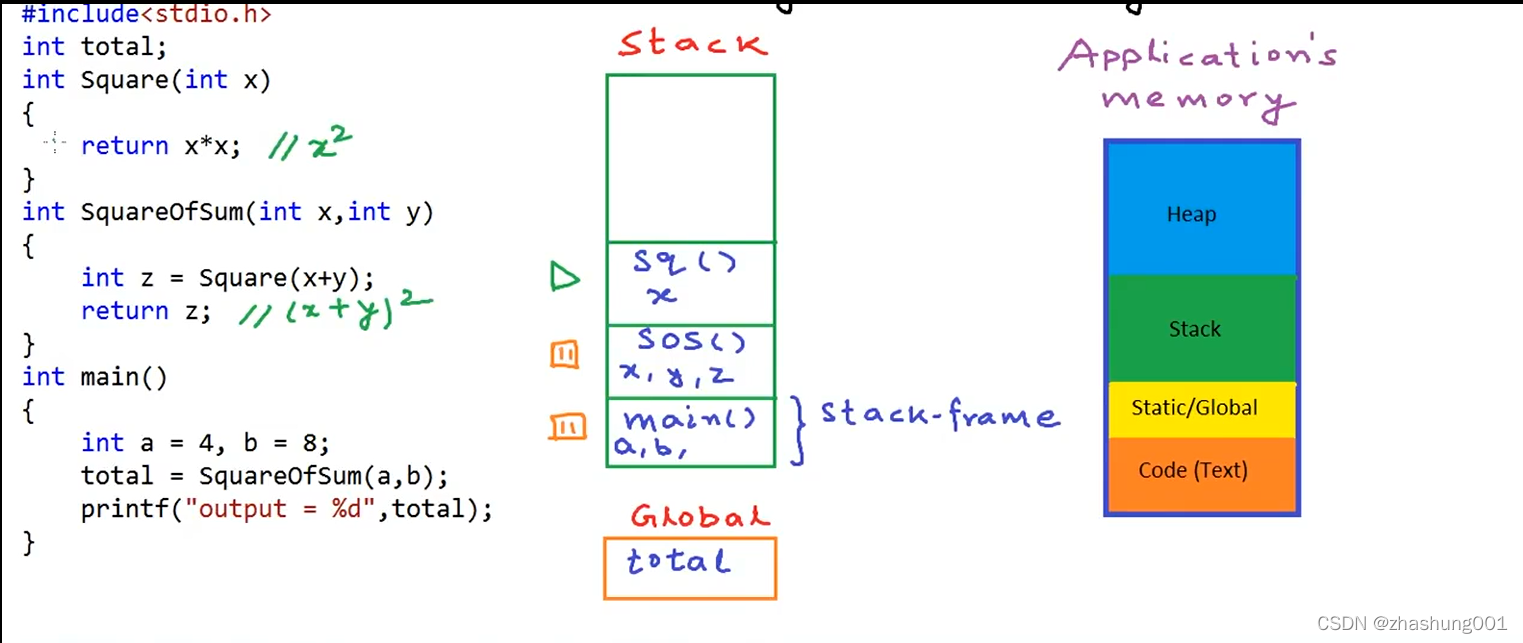 #include<stdio.h>
int total;
int Square(int x)
{
return x*x; // x²
}
int SquareOfSum(int x,int y)
{
int z = Square(x+y);
return z; // (x+y)²
}
int main()
{
int a = 4, b = 8;
total = SquareOfSum(a,b);
printf("output = %d",total);
}
Stack
Sq()
x
SOS()
x, y, z
main()
a, b,
stack-frame
Global
total
Application's
memory
Heap
Stack
Static/Global
Code (Text)
CSDN @zhashung001